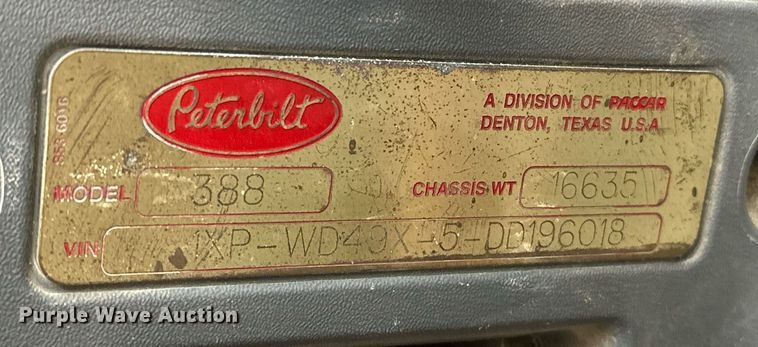 Peterbilt
A DIVISION OF PACCAR
DENTON, TEXAS U.S.A
MODEL 388
CHASSIS WT 16635
VIN 1XP-WD49X-5-DD196018
Purple Wave Auction